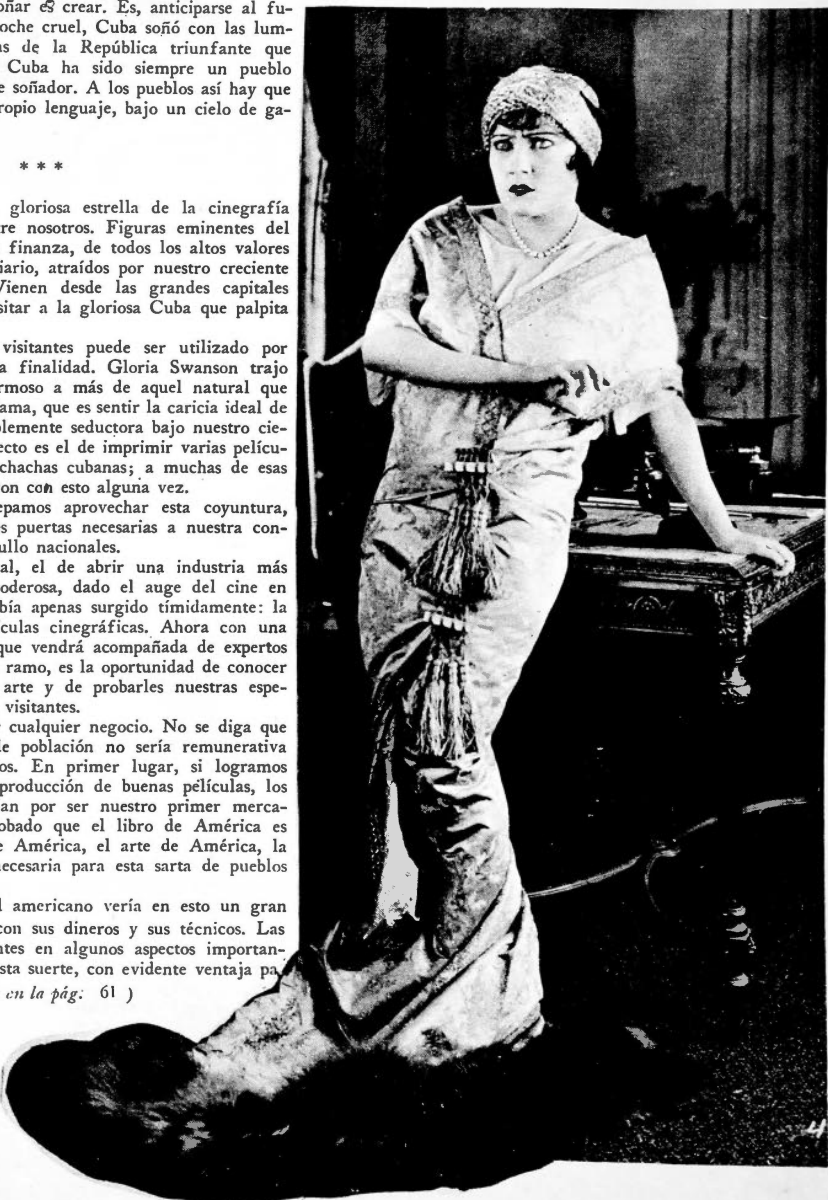 oñar es crear. Es, anticiparse al fu-
oche cruel, Cuba soñó con las lum-
s de la República triunfante que
Cuba ha sido siempre un pueblo
e soñador. A los pueblos así hay que
ropio lenguaje, bajo un cielo de ga-
* * *
gloriosa estrella de la cinegrafía
re nosotros. Figuras eminentes del
finanza, de todos los altos valores
iario, atraídos por nuestro creciente
Vienen desde las grandes capitales
sitar a la gloriosa Cuba que palpita
visitantes puede ser utilizado por
a finalidad. Gloria Swanson trajo
rmoso a más de aquel natural que
ama, que es sentir la caricia ideal de
lemente seductora bajo nuestro cie-
ecto es el de imprimir varias pelícu-
chachas cubanas; a muchas de esas
on con esto alguna vez.
epamos aprovechar esta coyuntura,
s puertas necesarias a nuestra con-
ullo nacionales.
al, el de abrir una industria más
oderosa, dado el auge del cine en
bía apenas surgido tímidamente: la
ículas cinegráficas. Ahora con una
que vendrá acompañada de expertos
ramo, es la oportunidad de conocer
arte y de probarles nuestras espe-
visitantes.
cualquier negocio. No se diga que
le población no sería remunerativa
os. En primer lugar, si logramos
producción de buenas películas, los
an por ser nuestro primer merca-
obado que el libro de América es
e América, el arte de América, la
ecesaria para esta sarta de pueblos
l americano vería en esto un gran
con sus dineros y sus técnicos. Las
ntes en algunos aspectos importan-
sta suerte, con evidente ventaja pa
en la pág: 61 )
4